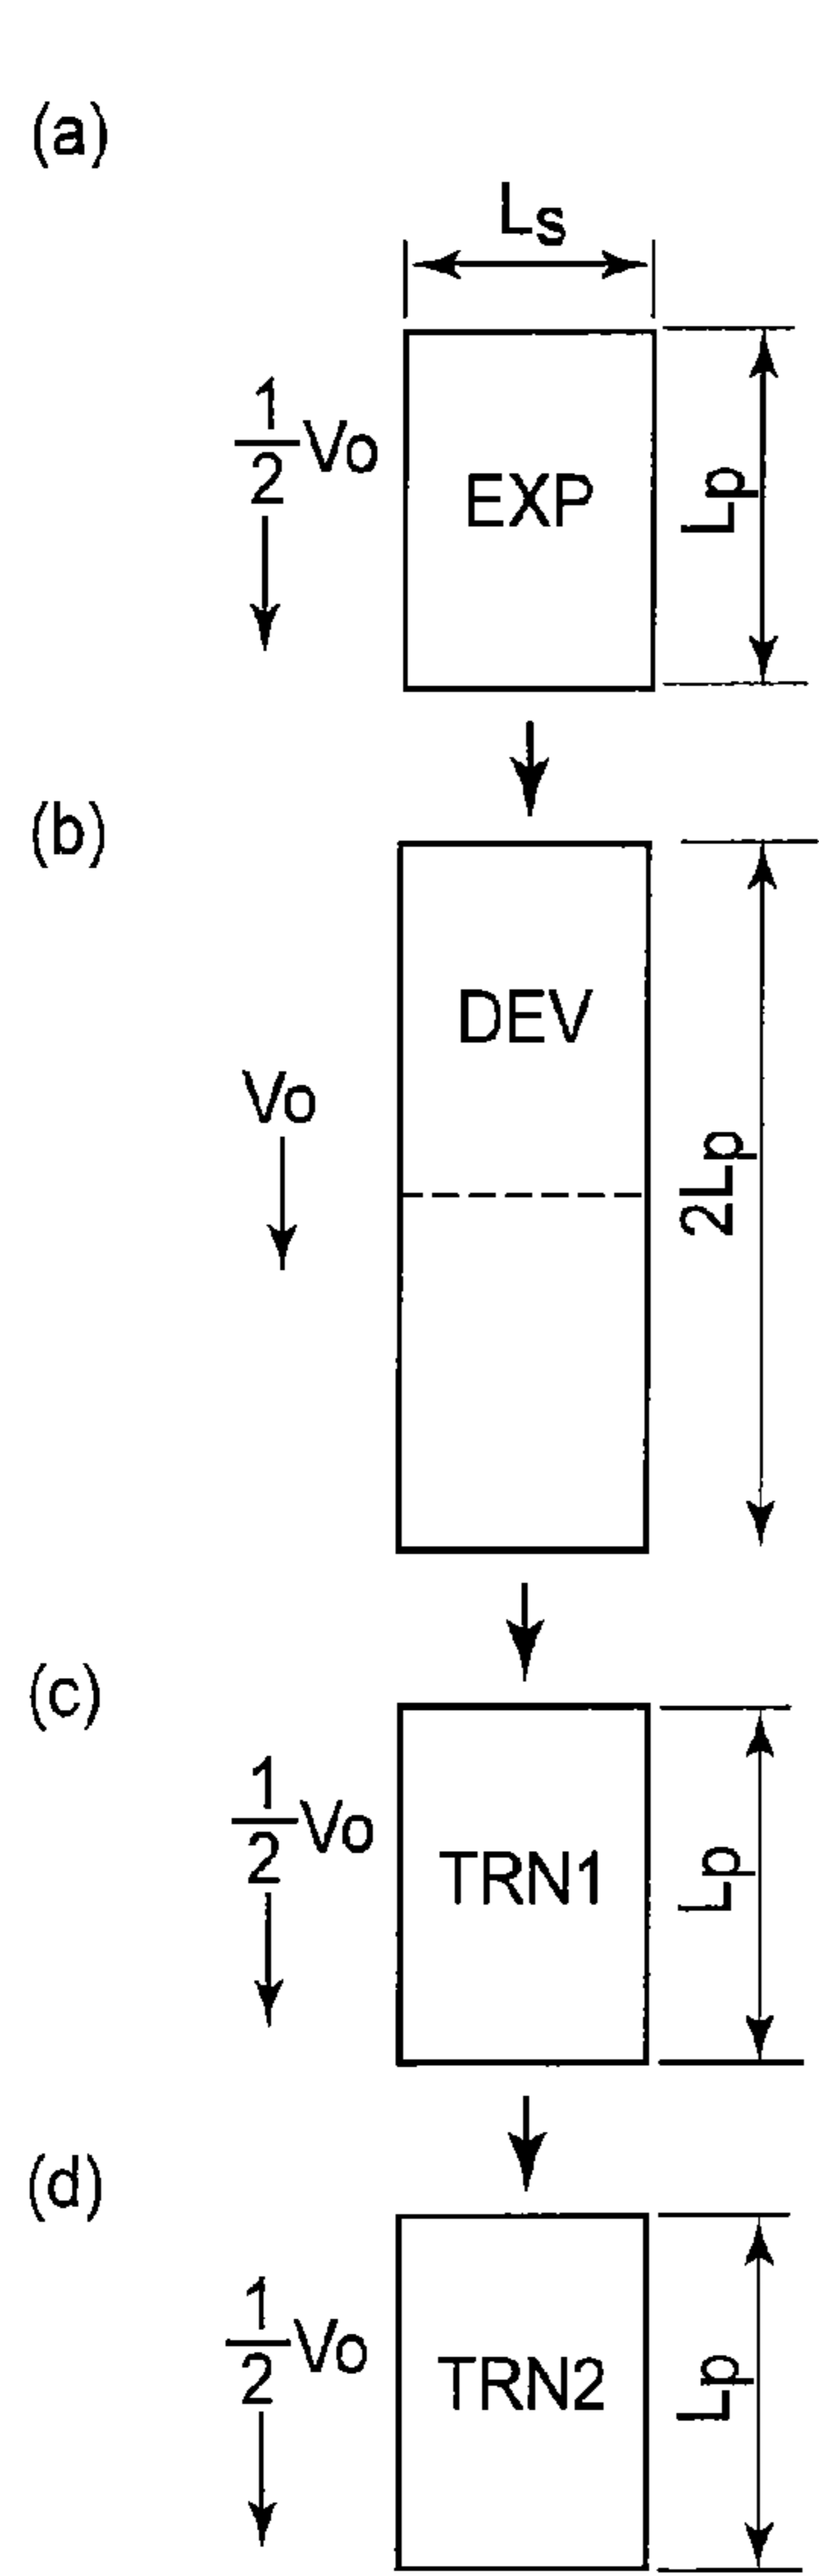 (a)
Ls
1/2 Vo
EXP
Lp
(b)
DEV
Vo
2Lp
(c)
1/2 Vo
TRN1
Lp
(d)
1/2 Vo
TRN2
Lp